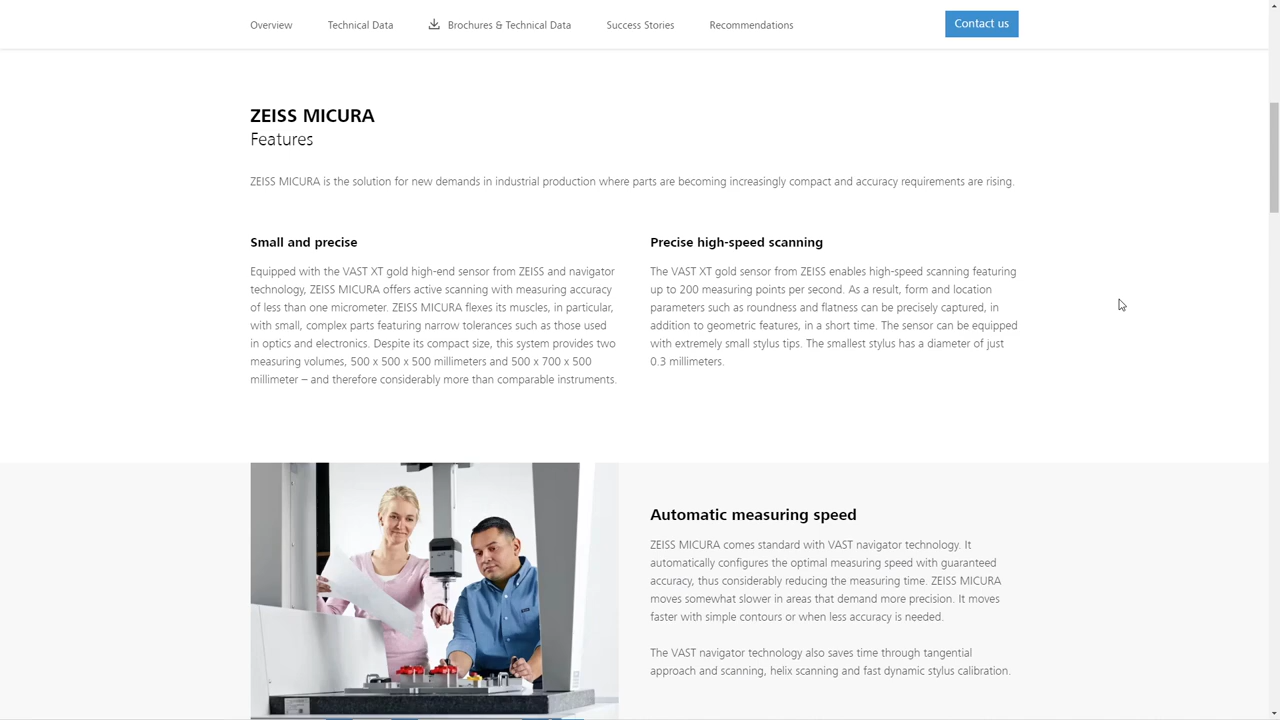 Overview Technical Data Brochures & Technical Data Success Stories Recommendations Contact us
ZEISS MICURA
Features
ZEISS MICURA is the solution for new demands in industrial production where parts are becoming increasingly compact and accuracy requirements are rising.
Small and precise
Equipped with the VAST XT gold high-end sensor from ZEISS and navigator
technology, ZEISS MICURA offers active scanning with measuring accuracy
of less than one micrometer. ZEISS MICURA flexes its muscles, in particular,
with small, complex parts featuring narrow tolerances such as those used
in optics and electronics. Despite its compact size, this system provides two
measuring volumes, 500 x 500 x 500 millimeters and 500 x 700 x 500
millimeter – and therefore considerably more than comparable instruments.
Precise high-speed scanning
The VAST XT gold sensor from ZEISS enables high-speed scanning featuring
up to 200 measuring points per second. As a result, form and location
parameters such as roundness and flatness can be precisely captured, in
addition to geometric features, in a short time. The sensor can be equipped
with extremely small stylus tips. The smallest stylus has a diameter of just
0.3 millimeters.
Automatic measuring speed
ZEISS MICURA comes standard with VAST navigator technology. It
automatically configures the optimal measuring speed with guaranteed
accuracy, thus considerably reducing the measuring time. ZEISS MICURA
moves somewhat slower in areas that demand more precision. It moves
faster with simple contours or when less accuracy is needed.
The VAST navigator technology also saves time through tangential
approach and scanning, helix scanning and fast dynamic stylus calibration.